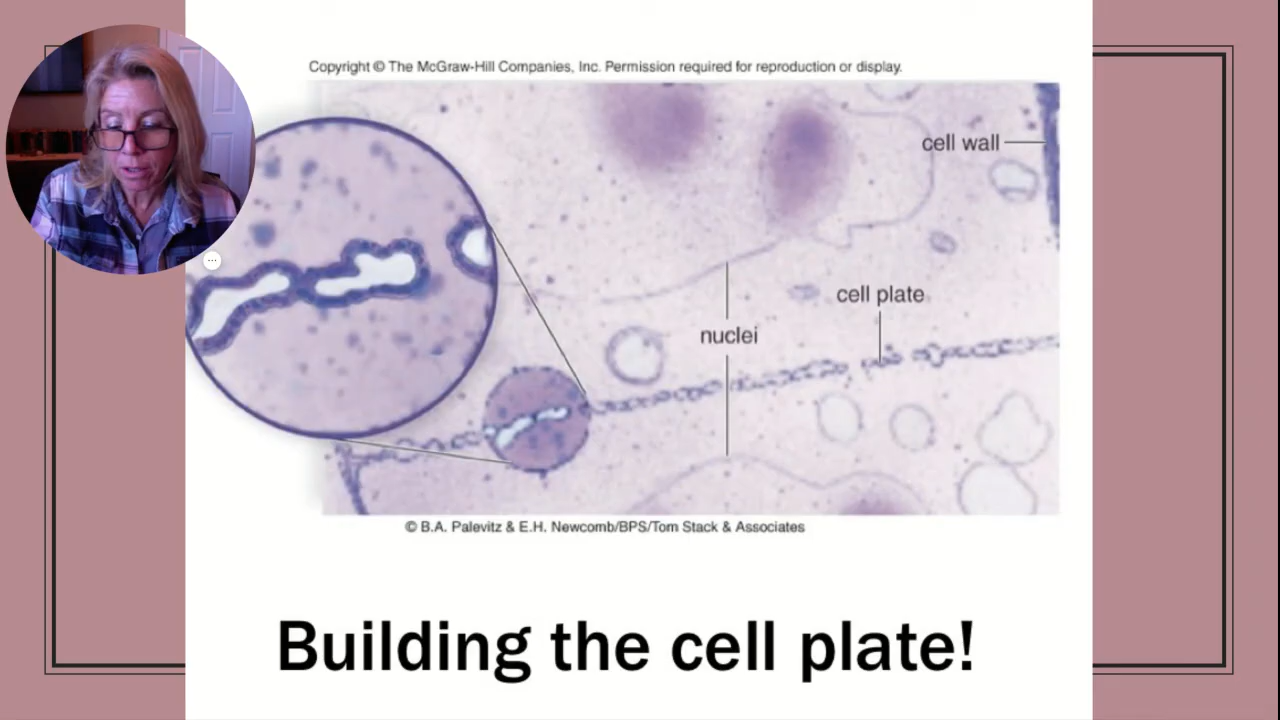 Copyright © The McGraw-Hill Companies, Inc. Permission required for reproduction or display.
cell wall
cell plate
nuclei
© B.A. Palevitz & E.H. Newcomb/BPS/Tom Stack & Associates
Building the cell plate!